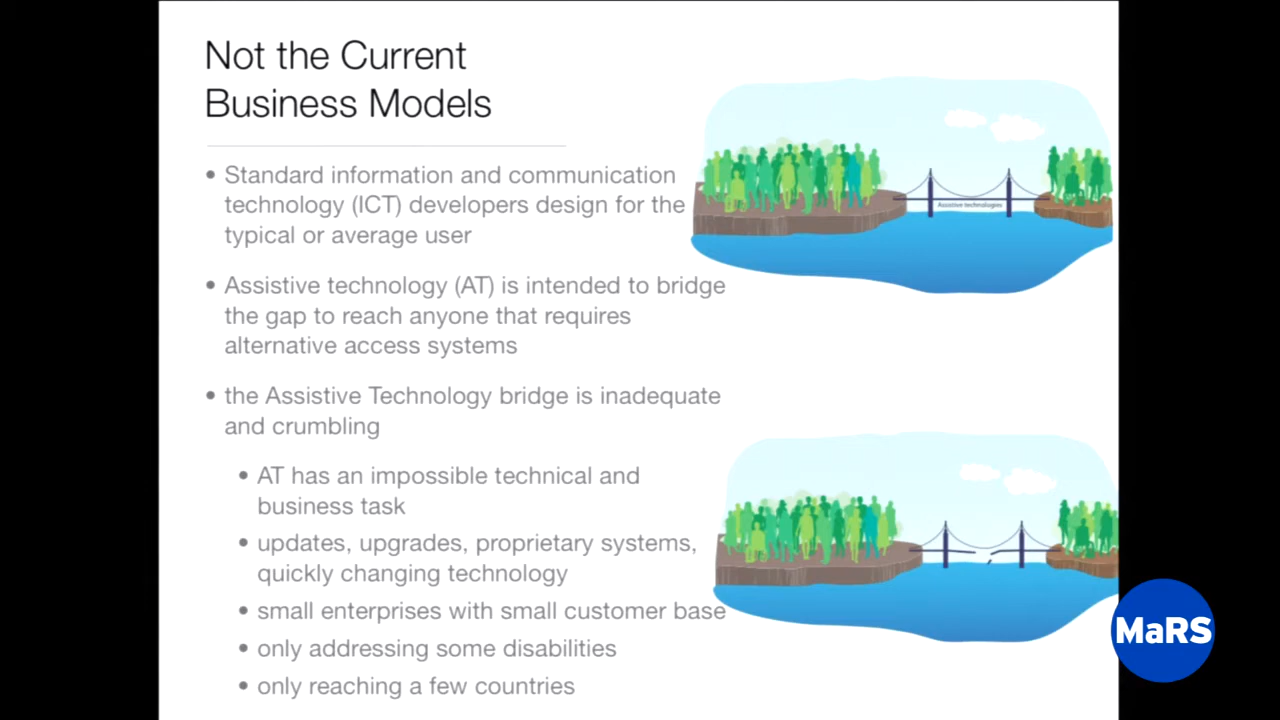 Not the Current
Business Models
• Standard information and communication
technology (ICT) developers design for the
typical or average user
• Assistive technology (AT) is intended to bridge
the gap to reach anyone that requires
alternative access systems
• the Assistive Technology bridge is inadequate
and crumbling
• AT has an impossible technical and
business task
• updates, upgrades, proprietary systems,
quickly changing technology
• small enterprises with small customer base
• only addressing some disabilities
• only reaching a few countries
Assistive technologies
MaRS